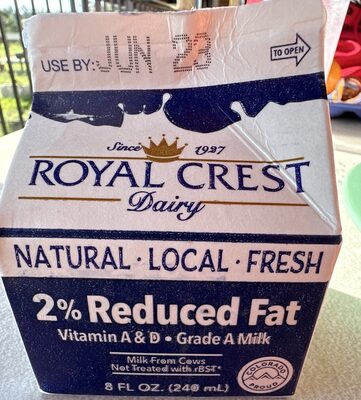 USE BY: JUN 23
TO OPEN
Since 1927
ROYAL CREST
Dairy
NATURAL · LOCAL · FRESH
2% Reduced Fat
Vitamin A & D • Grade A Milk
Milk From Cows
Not Treated with rBST*
8 FL OZ. (240 mL)
COLORADO
PROUD